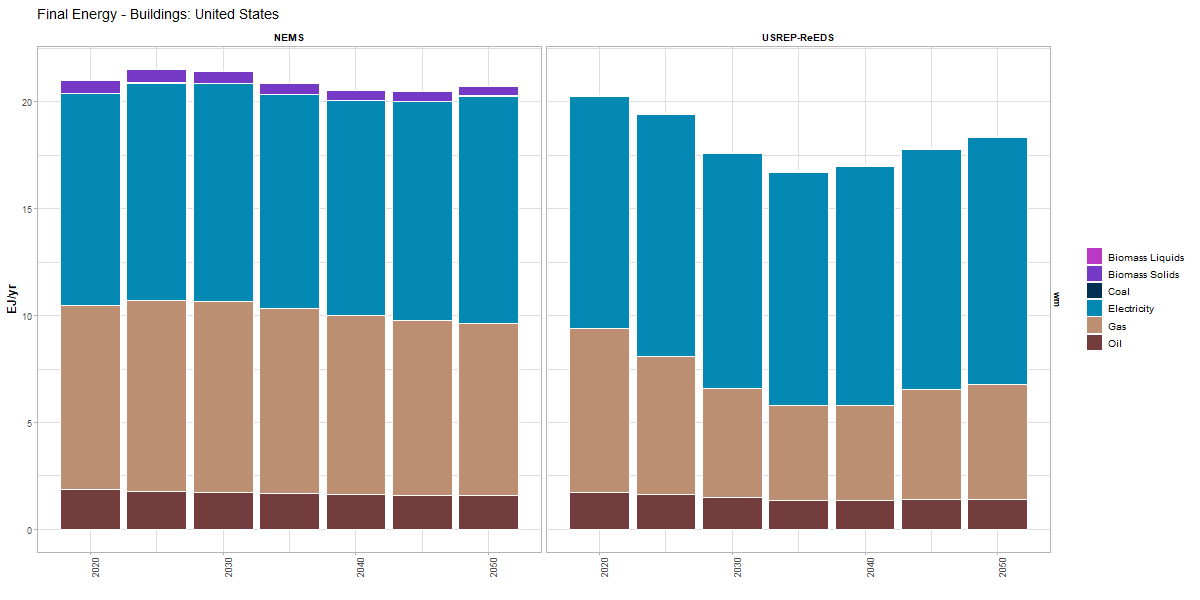 Final Energy - Buildings: United States
NEMS
USREP-ReEDS
EJ/yr
20
15
10
5
0
2020
2030
2040
2050
2020
2030
2040
2050
wm
Biomass Liquids
Biomass Solids
Coal
Electricity
Gas
Oil